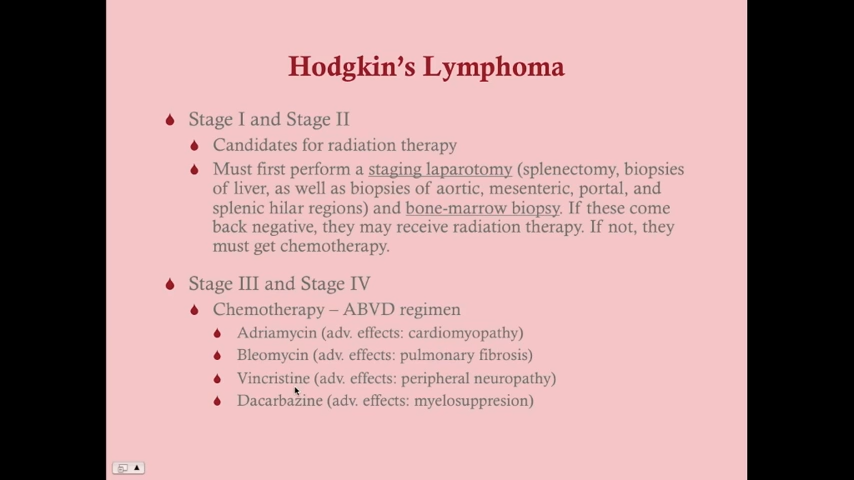 Hodgkin's Lymphoma
Stage I and Stage II
Candidates for radiation therapy
Must first perform a staging laparotomy (splenectomy, biopsies
of liver, as well as biopsies of aortic, mesenteric, portal, and
splenic hilar regions) and bone-marrow biopsy. If these come
back negative, they may receive radiation therapy. If not, they
must get chemotherapy.
Stage III and Stage IV
Chemotherapy – ABVD regimen
Adriamycin (adv. effects: cardiomyopathy)
Bleomycin (adv. effects: pulmonary fibrosis)
Vincristine (adv. effects: peripheral neuropathy)
Dacarbazine (adv. effects: myelosuppresion)